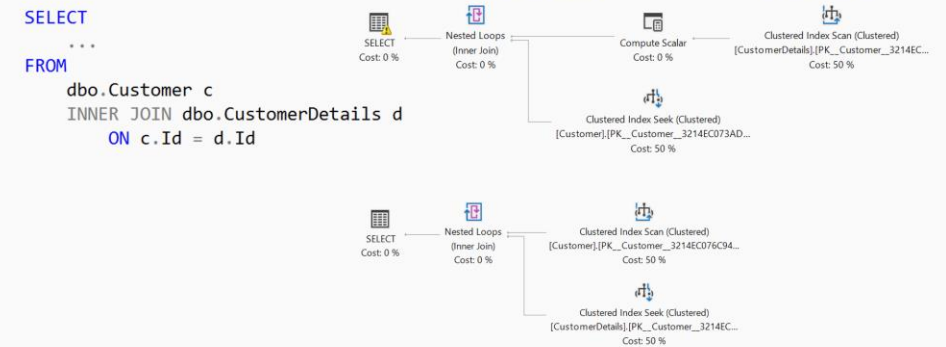 SELECT
...
FROM
dbo.Customer c
INNER JOIN dbo.CustomerDetails d
ON c.Id = d.Id
SELECT
Cost: 0 %
Nested Loops
(Inner Join)
Cost: 0 %
Compute Scalar
Cost: 0 %
Clustered Index Scan (Clustered)
[CustomerDetails].[PK__Customer__3214EC...
Cost: 50 %
Clustered Index Seek (Clustered)
[Customer].[PK__Customer__3214EC073AD...
Cost: 50 %
SELECT
Cost: 0 %
Nested Loops
(Inner Join)
Cost: 0 %
Clustered Index Scan (Clustered)
[Customer].[PK__Customer__3214EC076C94...
Cost: 50 %
Clustered Index Seek (Clustered)
[CustomerDetails].[PK__Customer__3214EC...
Cost: 50 %